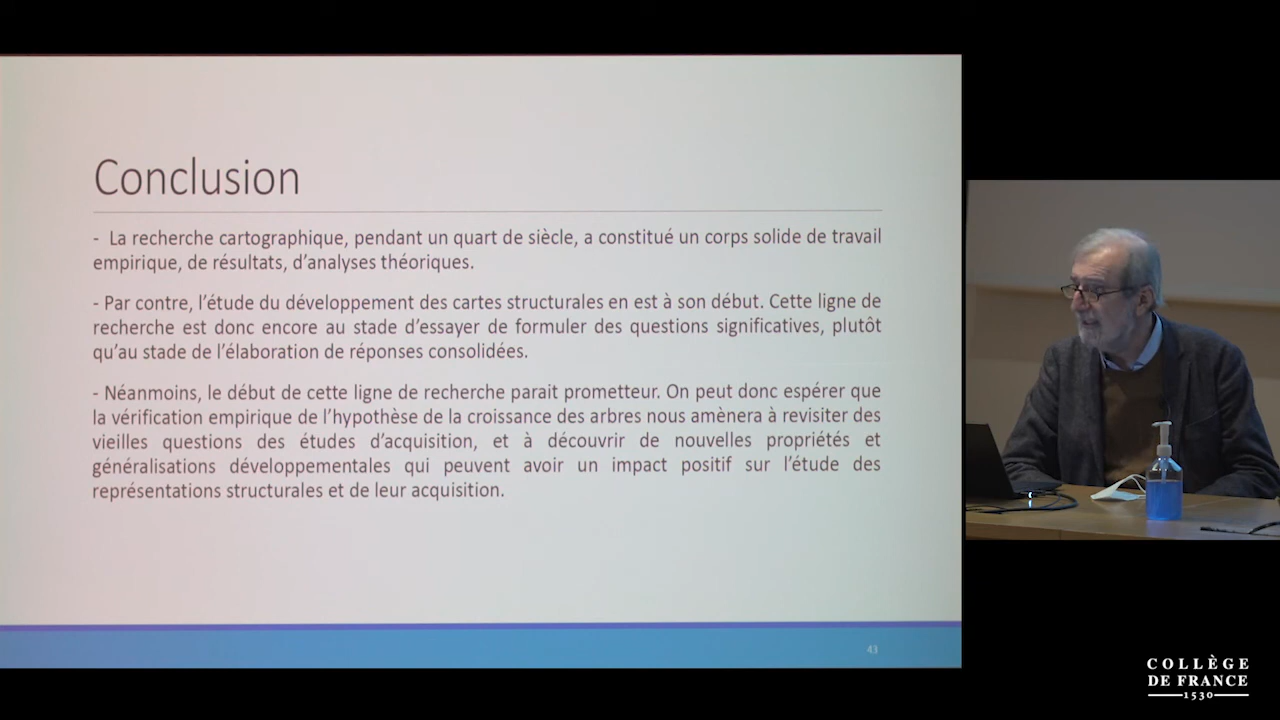 Conclusion
- La recherche cartographique, pendant un quart de siècle, a constitué un corps solide de travail
empirique, de résultats, d'analyses théoriques.
- Par contre, l'étude du développement des cartes structurales en est à son début. Cette ligne de
recherche est donc encore au stade d'essayer de formuler des questions significatives, plutôt
qu'au stade de l'élaboration de réponses consolidées.
- Néanmoins, le début de cette ligne de recherche parait prometteur. On peut donc espérer que
la vérification empirique de l'hypothèse de la croissance des arbres nous amènera à revisiter des
vieilles questions des études d'acquisition, et à découvrir de nouvelles propriétés et
généralisations développementales qui peuvent avoir un impact positif sur l'étude des
représentations structurales et de leur acquisition.
43
COLLÈGE
DE FRANCE
1530